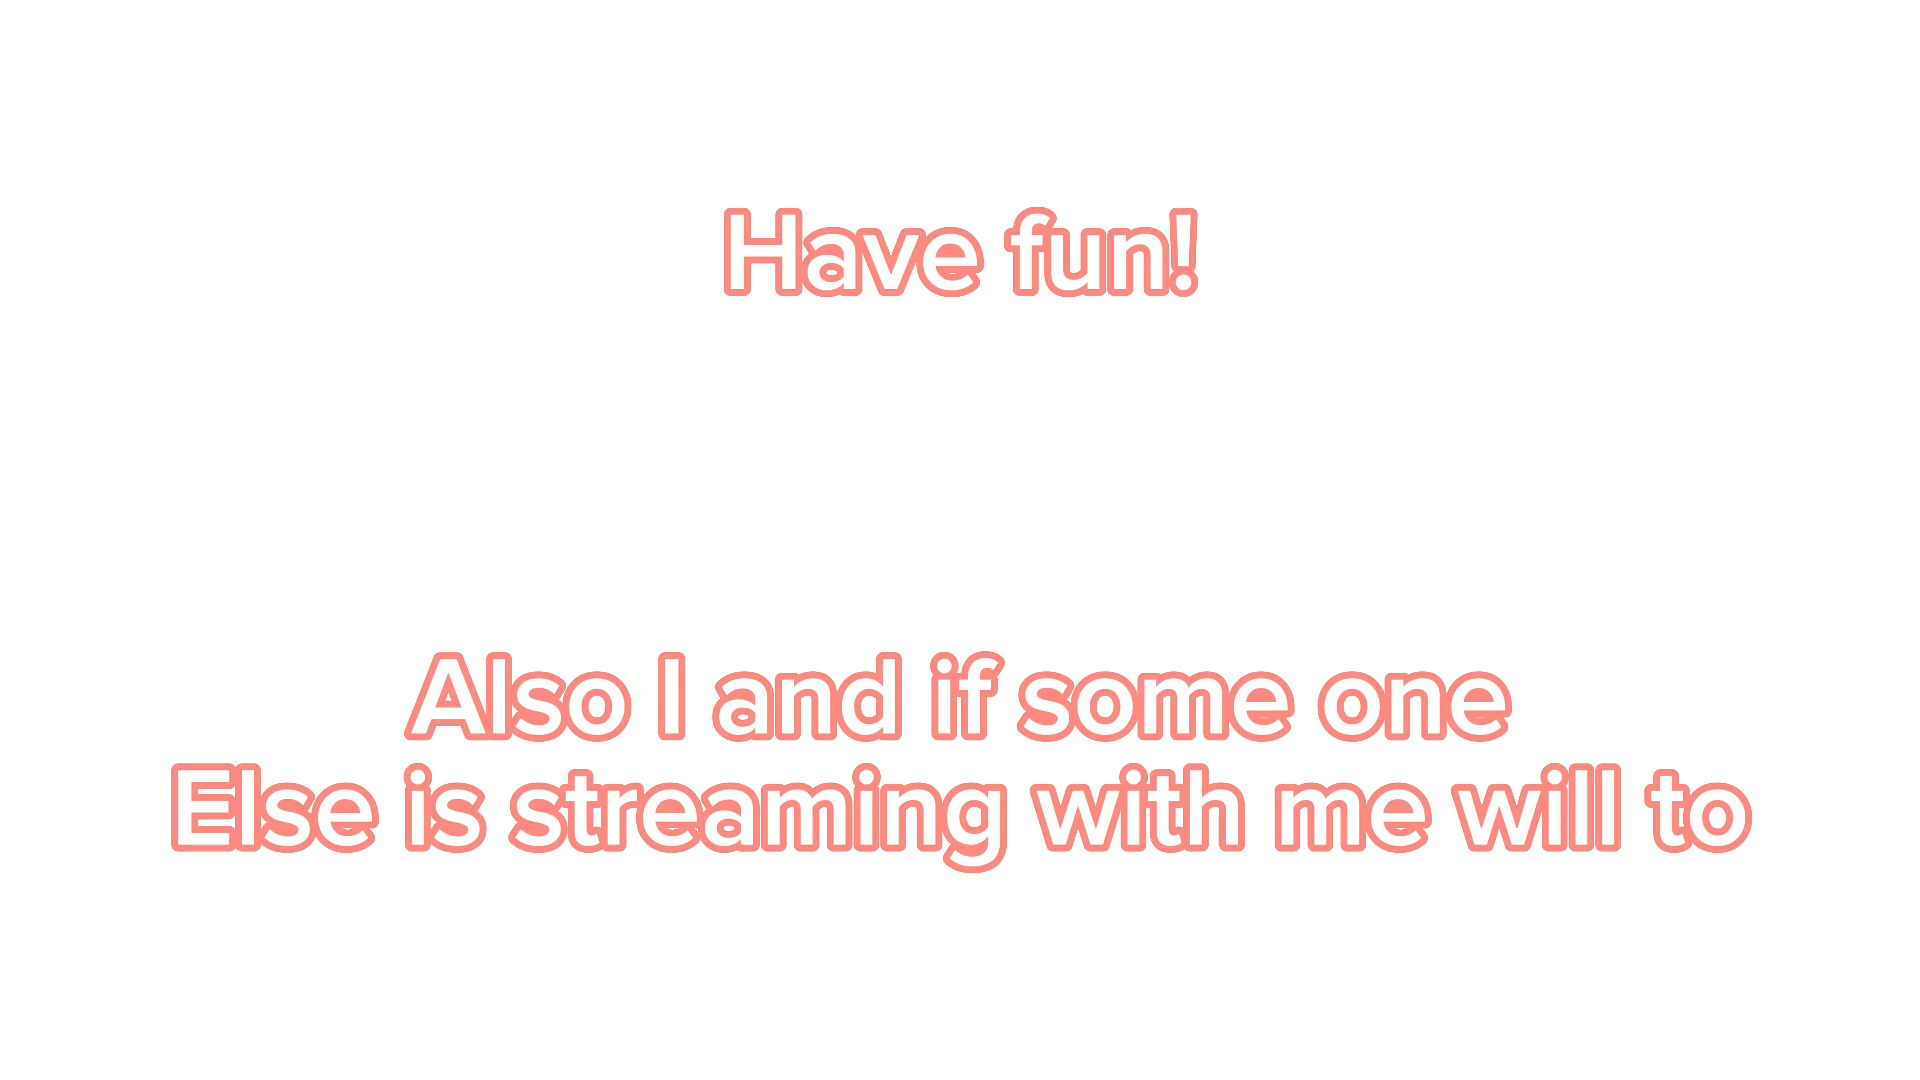 Have fun!
Also I and if some one
Else is streaming with me will to